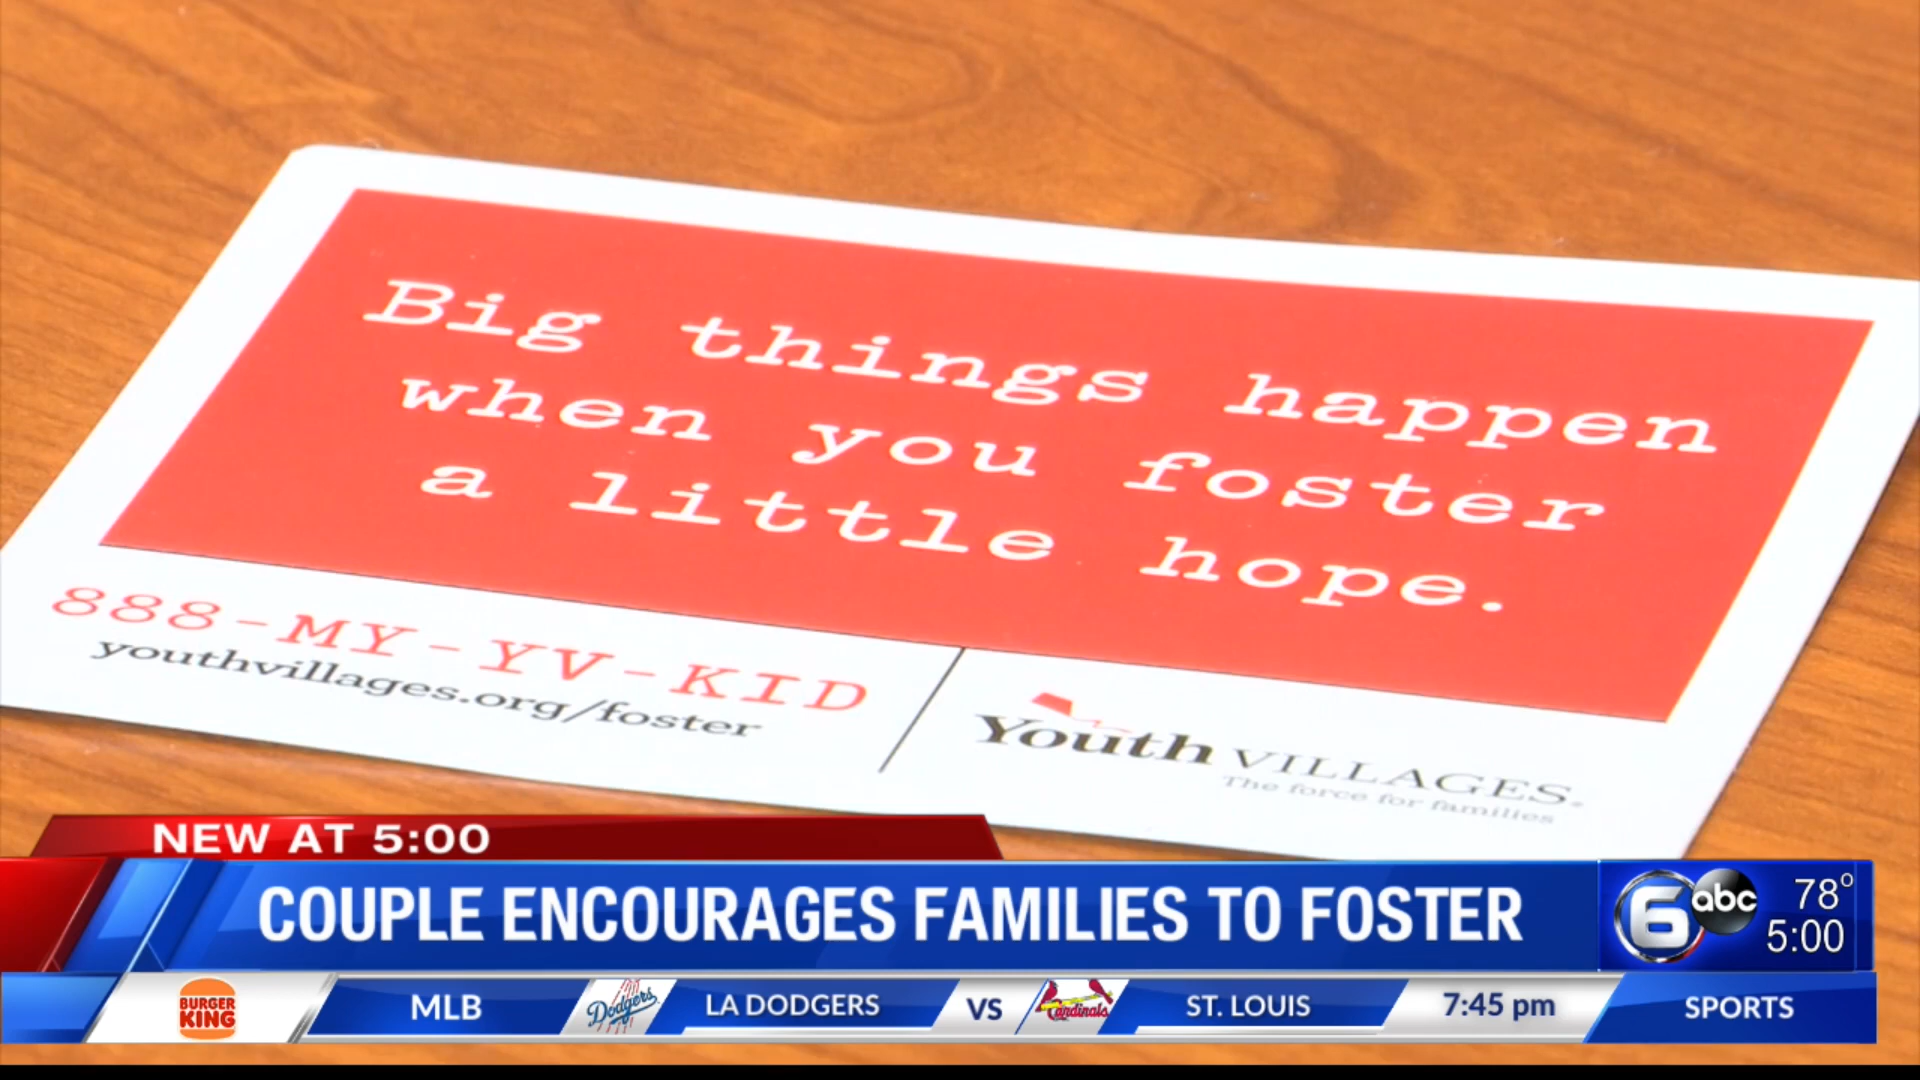 Big things happen
when you foster
a little hope.
888-MY-YV-KID
youthvillages.org/foster
Youth VILLAGES®
The force for families
NEW AT 5:00
COUPLE ENCOURAGES FAMILIES TO FOSTER
6 abc 78°
5:00
BURGER KING MLB Dodgers LA DODGERS VS Cardinals ST. LOUIS 7:45 pm SPORTS